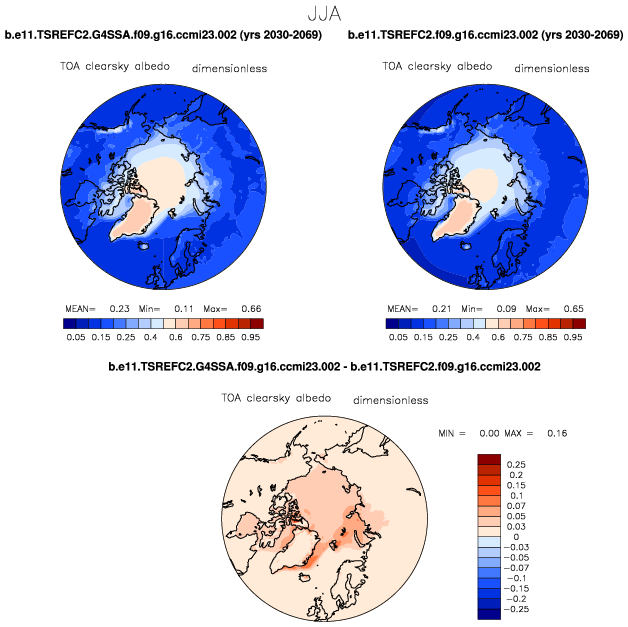 JJA
b.e11.TSREFC2.G4SSA.f09.g16.ccmi23.002 (yrs 2030-2069) b.e11.TSREFC2.f09.g16.ccmi23.002 (yrs 2030-2069)
TOA clearsky albedo dimensionless TOA clearsky albedo dimensionless
MEAN= 0.23 Min= 0.11 Max= 0.66 MEAN= 0.21 Min= 0.09 Max= 0.65
0.05 0.15 0.25 0.4 0.6 0.75 0.85 0.95 0.05 0.15 0.25 0.4 0.6 0.75 0.85 0.95
b.e11.TSREFC2.G4SSA.f09.g16.ccmi23.002 - b.e11.TSREFC2.f09.g16.ccmi23.002
TOA clearsky albedo dimensionless
MIN = 0.00 MAX = 0.16
0.25
0.2
0.15
0.1
0.07
0.05
0.03
0
-0.03
-0.05
-0.07
-0.1
-0.15
-0.2
-0.25